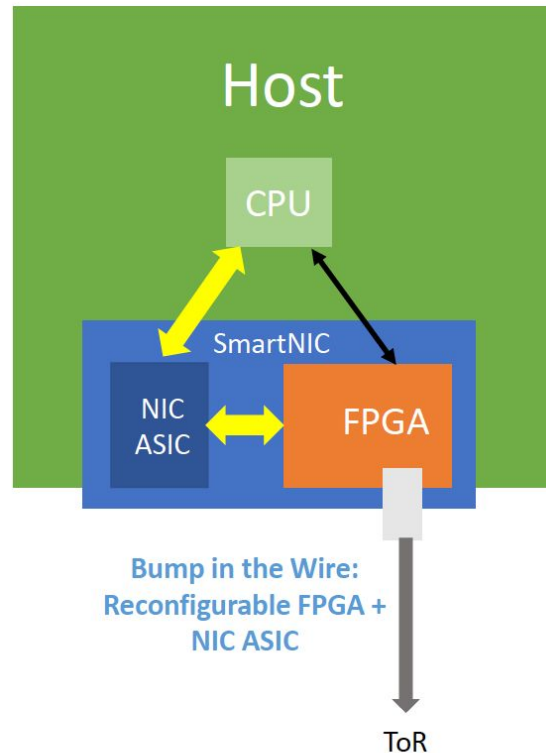 Host
CPU
SmartNIC
NIC
ASIC
FPGA
Bump in the Wire:
Reconfigurable FPGA +
NIC ASIC
ToR